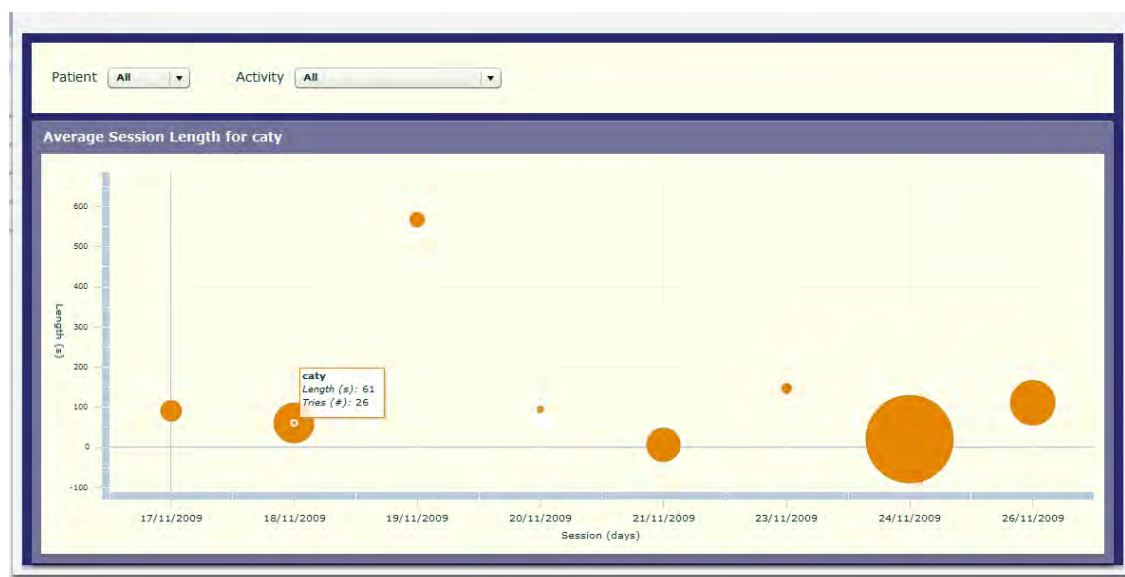 Patient All Activity All
Average Session Length for caty
600
500
400
300
200
100
0
-100
Length (s)
caty
Length (s): 61
Tries (#): 26
17/11/2009 18/11/2009 19/11/2009 20/11/2009 21/11/2009 23/11/2009 24/11/2009 26/11/2009
Session (days)